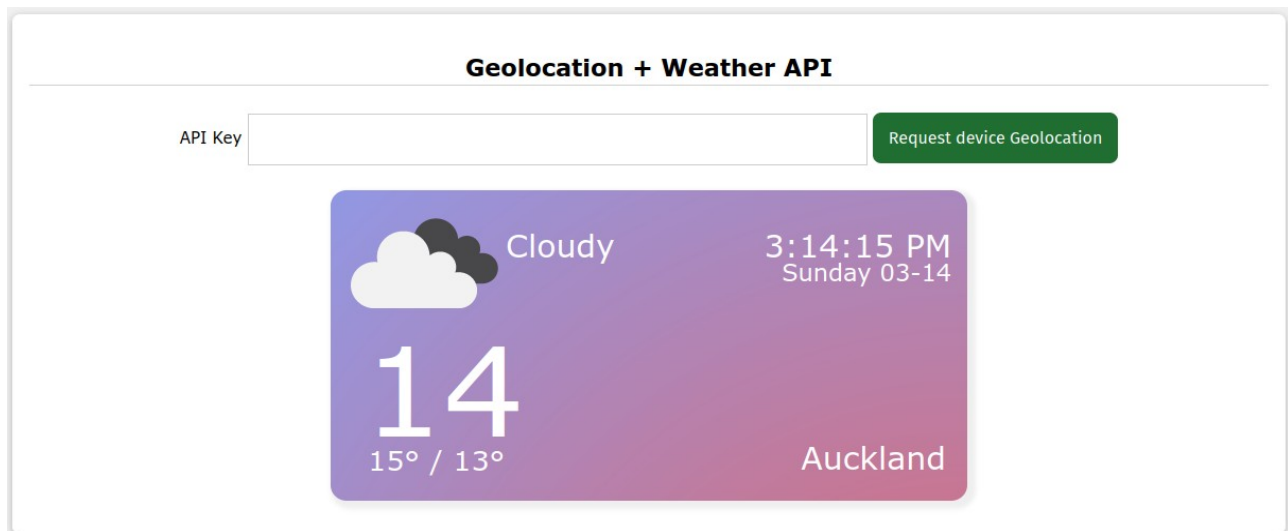 Geolocation + Weather API
API Key
Request device Geolocation
Cloudy
3:14:15 PM
Sunday 03-14
14
15° / 13°
Auckland